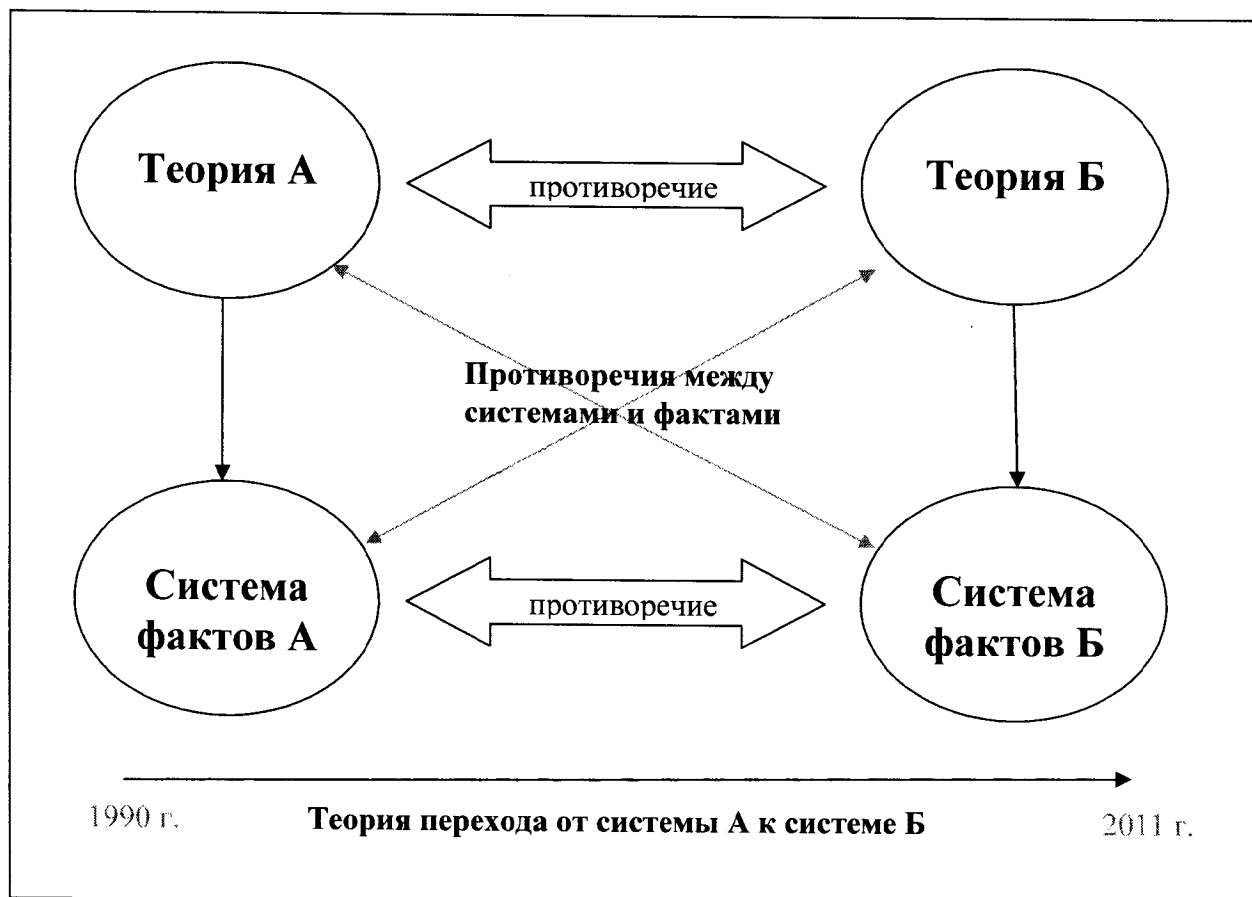 Теория А
противоречие
Теория Б
Противоречия между
системами и фактами
Система
фактов А
противоречие
Система
фактов Б
1990 г.
Теория перехода от системы А к системе Б
2011 г.